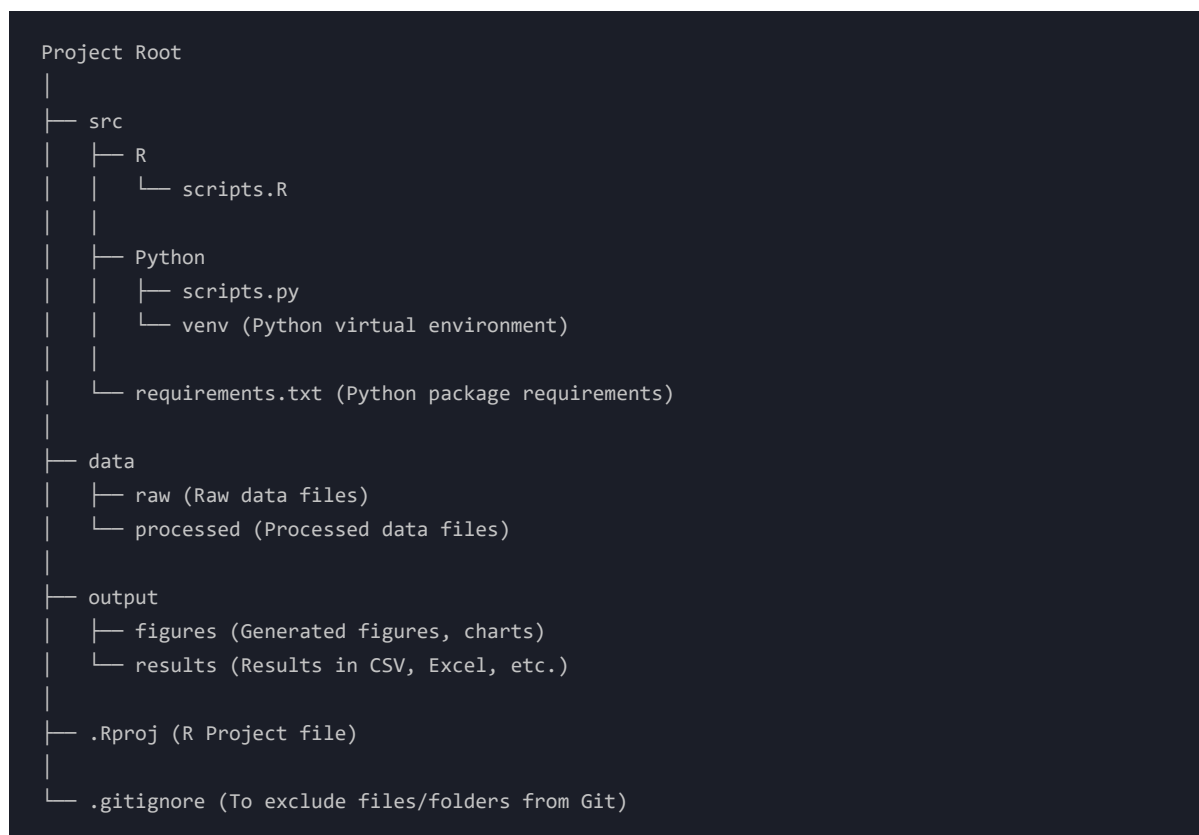 Project Root
│
├── src
│   ├── R
│   │   └── scripts.R
│   │
│   ├── Python
│   │   ├── scripts.py
│   │   └── venv (Python virtual environment)
│   │
│   └── requirements.txt (Python package requirements)
│
├── data
│   ├── raw (Raw data files)
│   └── processed (Processed data files)
│
├── output
│   ├── figures (Generated figures, charts)
│   └── results (Results in CSV, Excel, etc.)
│
├── .Rproj (R Project file)
│
└── .gitignore (To exclude files/folders from Git)